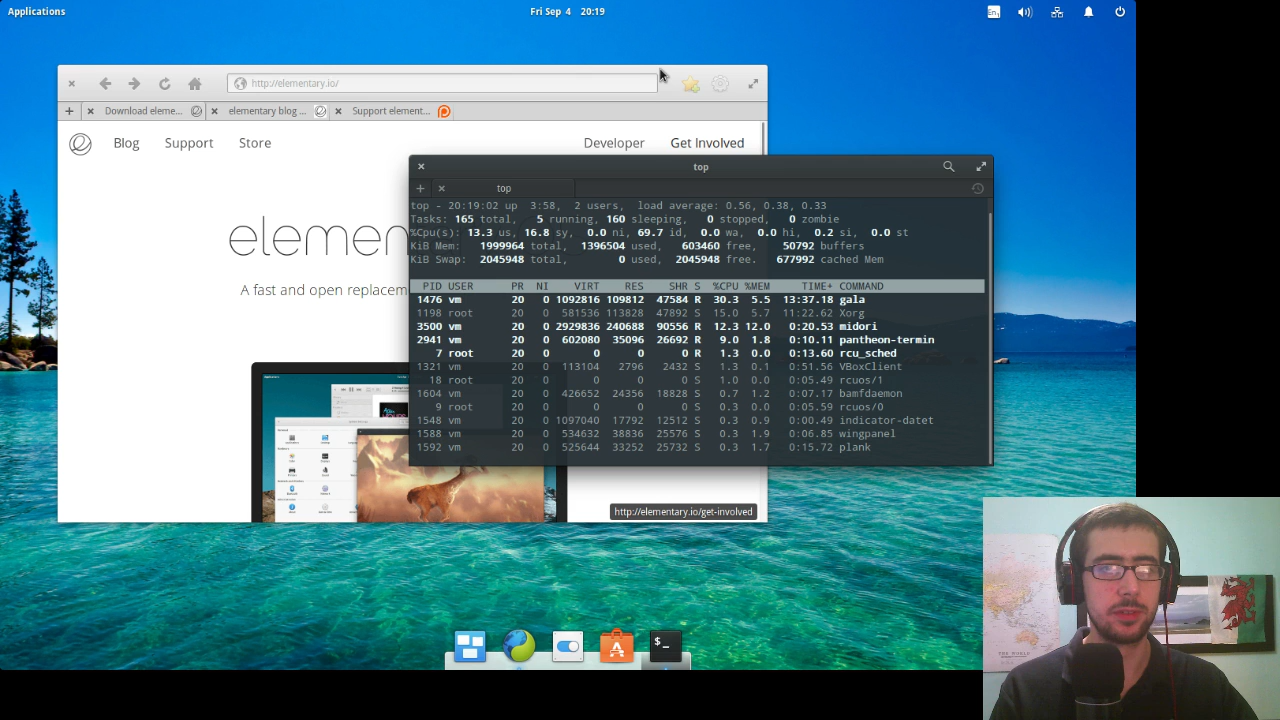 Applications
Fri Sep 4 20:19
En1
http://elementary.io/
Download eleme...
elementary blog ...
Support element...
Blog
Support
Store
Developer
Get Involved
elemen
A fast and open replacem
http://elementary.io/get-involved
top
top
top - 20:19:02 up 3:58, 2 users, load average: 0.56, 0.38, 0.33
Tasks: 165 total, 5 running, 160 sleeping, 0 stopped, 0 zombie
%Cpu(s): 13.3 us, 16.8 sy, 0.0 ni, 69.7 id, 0.0 wa, 0.0 hi, 0.2 si, 0.0 st
KiB Mem: 1999964 total, 1396504 used, 603460 free, 50792 buffers
KiB Swap: 2045948 total, 0 used, 2045948 free. 677992 cached Mem
PID USER PR NI VIRT RES SHR S %CPU %MEM TIME+ COMMAND
1476 vm 20 0 1092816 109812 47584 R 30.3 5.5 13:37.18 gala
1198 root 20 0 581536 113828 47892 S 15.0 5.7 11:22.62 Xorg
3500 vm 20 0 2929836 240688 90556 R 12.3 12.0 0:20.53 midori
2941 vm 20 0 602080 35096 26692 R 9.0 1.8 0:10.11 pantheon-termin
7 root 20 0 0 0 0 R 1.3 0.0 0:13.60 rcu_sched
1321 vm 20 0 113104 2796 2432 S 1.3 0.1 0:51.56 VBoxClient
18 root 20 0 0 0 0 S 1.0 0.0 0:05.49 rcuos/1
1604 vm 20 0 426652 24356 18828 S 0.7 1.2 0:07.17 bamfdaemon
9 root 20 0 0 0 0 S 0.3 0.0 0:05.59 rcuos/0
1548 vm 20 0 1097040 17792 12512 S 0.3 0.9 0:00.49 indicator-datet
1588 vm 20 0 534632 38836 25576 S 0.3 1.9 0:06.85 wingpanel
1592 vm 20 0 525644 33252 25732 S 0.3 1.7 0:15.72 plank
$_
THE WORLD